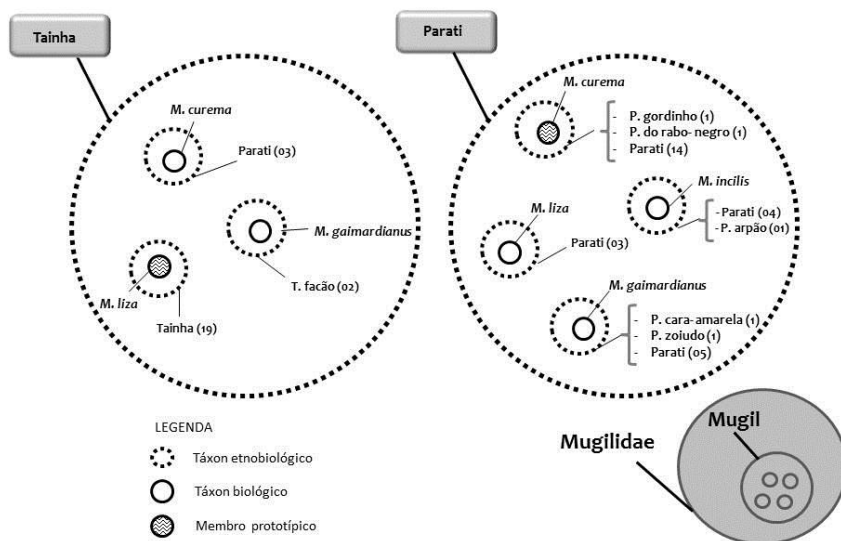 Tainha
M. curema
Parati (03)
M. gaimardianus
T. facão (02)
M. liza
Tainha (19)
Parati
M. curema
- P. gordinho (1)
- P. do rabo-negro (1)
- Parati (14)
M. incilis
- Parati (04)
- P. arpão (01)
M. liza
Parati (03)
M. gaimardianus
- P. cara-amarela (1)
- P. zoiudo (1)
- Parati (05)
LEGENDA
Táxon etnobiológico
Táxon biológico
Membro prototípico
Mugilidae
Mugil